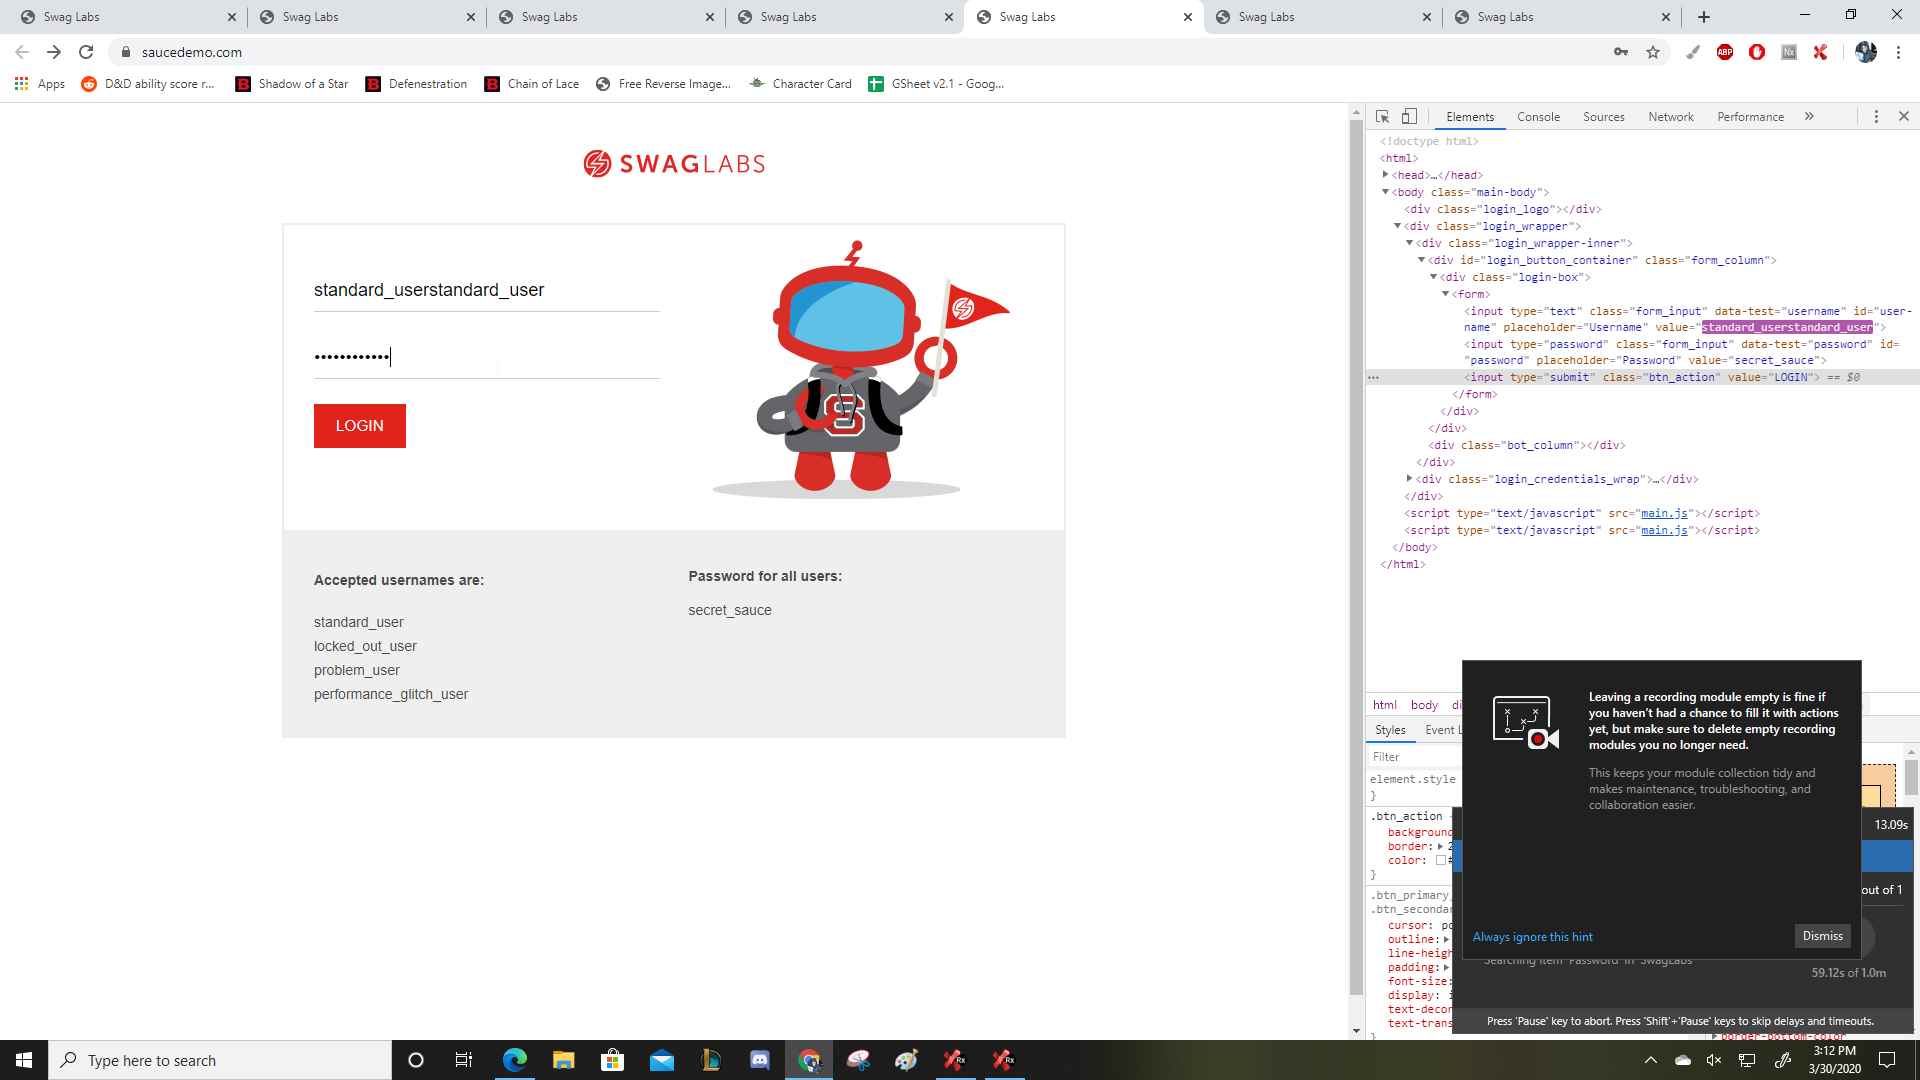 Swag Labs
Swag Labs
Swag Labs
Swag Labs
Swag Labs
Swag Labs
Swag Labs
saucedemo.com
ABP
Nx
Apps
D&D ability score r...
Shadow of a Star
Defenestration
Chain of Lace
Free Reverse Image...
Character Card
GSheet v2.1 - Goog...
SWAGLABS
standard_userstandard_user
••••••••••••
LOGIN
Accepted usernames are:
standard_user
locked_out_user
problem_user
performance_glitch_user
Password for all users:
secret_sauce
Elements
Console
Sources
Network
Performance
<!doctype html>
<html>
<head>…</head>
<body class="main-body">
<div class="login_logo"></div>
<div class="login_wrapper">
<div class="login_wrapper-inner">
<div id="login_button_container" class="form_column">
<div class="login-box">
<form>
<input type="text" class="form_input" data-test="username" id="user-
name" placeholder="Username" value="standard_userstandard_user">
<input type="password" class="form_input" data-test="password" id=
"password" placeholder="Password" value="secret_sauce">
<input type="submit" class="btn_action" value="LOGIN"> == $0
</form>
</div>
</div>
<div class="bot_column"></div>
</div>
<div class="login_credentials_wrap">…</div>
</div>
<script type="text/javascript" src="main.js"></script>
<script type="text/javascript" src="main.js"></script>
</body>
</html>
html
body
di
Styles
Event L
Filter
element.style
}
.btn_action
background
border: 2
color: #
}
.btn_primary,
.btn_secondar
cursor: po
outline:
line-heigh
padding:
font-size:
display: i
text-decor
text-trans
}
border-bottom-color
Leaving a recording module empty is fine if
you haven't had a chance to fill it with actions
yet, but make sure to delete empty recording
modules you no longer need.
This keeps your module collection tidy and
makes maintenance, troubleshooting, and
collaboration easier.
Always ignore this hint
Dismiss
13.09s
out of 1
Searching item 'Password' in 'SwagLabs'
59.12s of 1.0m
Press 'Pause' key to abort. Press 'Shift'+'Pause' keys to skip delays and timeouts.
Type here to search
Rx
Rx
3:12 PM
3/30/2020